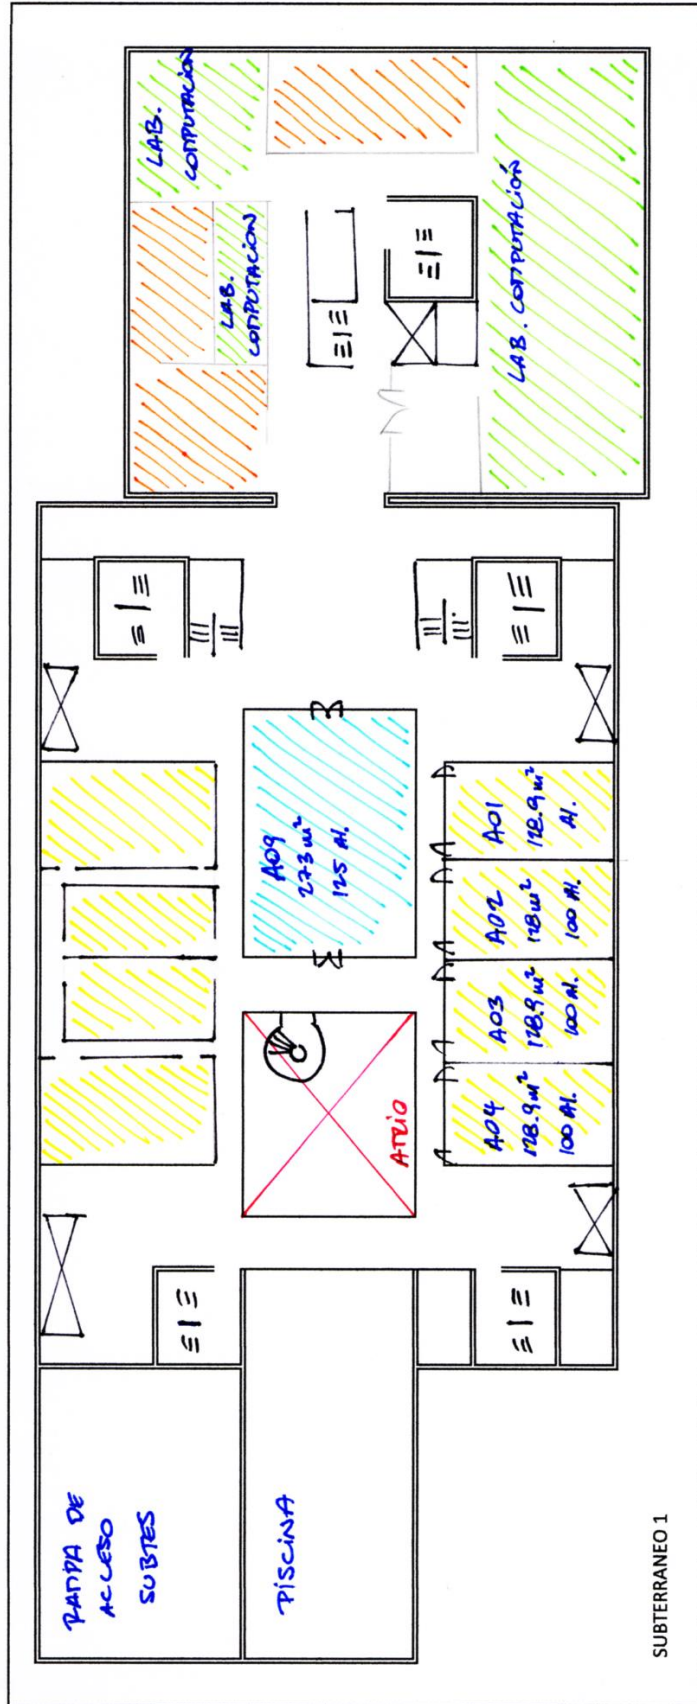 RAMPA DE
ACCESO
SUBTES
PISCINA
SUBTERRANEO 1
ATRIO
A09
273 m²
125 Al.
A04
128.9 m²
100 Al.
A03
128.9 m²
100 Al.
A02
128 m²
100 Al.
A01
128.9 m²
Al.
LAB.
COMPUTACION
LAB.
COMPUTACION
LAB. COMPUTACIÓN